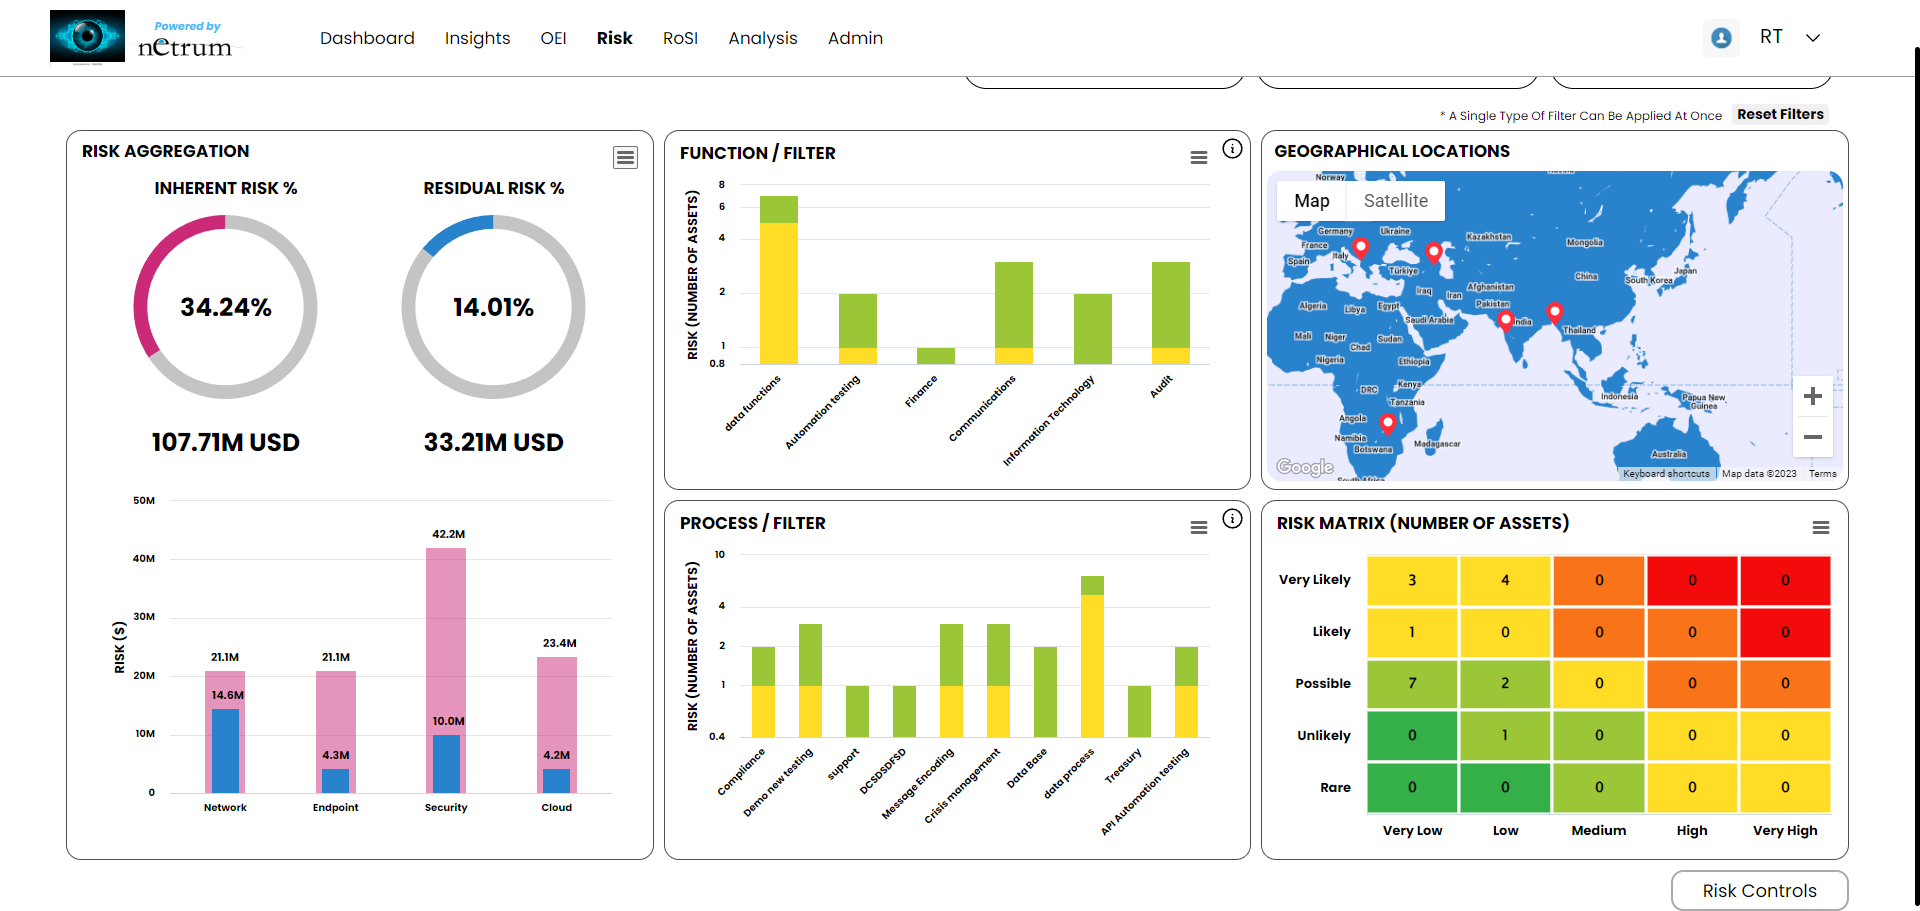 Powered by
netrum
Dashboard
Insights
OEI
Risk
RoSI
Analysis
Admin
RT
* A Single Type Of Filter Can Be Applied At Once
Reset Filters
RISK AGGREGATION
INHERENT RISK %
RESIDUAL RISK %
34.24%
14.01%
107.71M USD
33.21M USD
RISK ($)
50M
40M
30M
20M
10M
0
21.1M
14.6M
21.1M
4.3M
42.2M
10.0M
23.4M
4.2M
Network
Endpoint
Security
Cloud
FUNCTION / FILTER
RISK (NUMBER OF ASSETS)
8
6
4
2
1
0.8
data functions
Automation testing
Finance
Communications
Information Technology
Audit
PROCESS / FILTER
RISK (NUMBER OF ASSETS)
10
4
2
1
0.4
Compliance
Demo new testing
support
DCSDSDFSD
Message Encoding
Crisis management
Data Base
data process
Treasury
API Automation testing
GEOGRAPHICAL LOCATIONS
Norway
Map
Satellite
Germany
Ukraine
France
Kazakhstan
Mongolia
Spain
Italy
Türkiye
China
Japan
South Korea
Iraq
Iran
Afghanistan
Pakistan
Algeria
Libya
Egypt
Saudi Arabia
India
Thailand
Mali
Niger
Chad
Sudan
Nigeria
Ethiopia
DRC
Kenya
Tanzania
Indonesia
Papua New
Guinea
Angola
Namibia
Botswana
Madagascar
Australia
South Africa
Google
Keyboard shortcuts
Map data ©2023
Terms
RISK MATRIX (NUMBER OF ASSETS)
Very Likely 3 4 0 0 0
Likely 1 0 0 0 0
Possible 7 2 0 0 0
Unlikely 0 1 0 0 0
Rare 0 0 0 0 0
Very Low Low Medium High Very High
Risk Controls